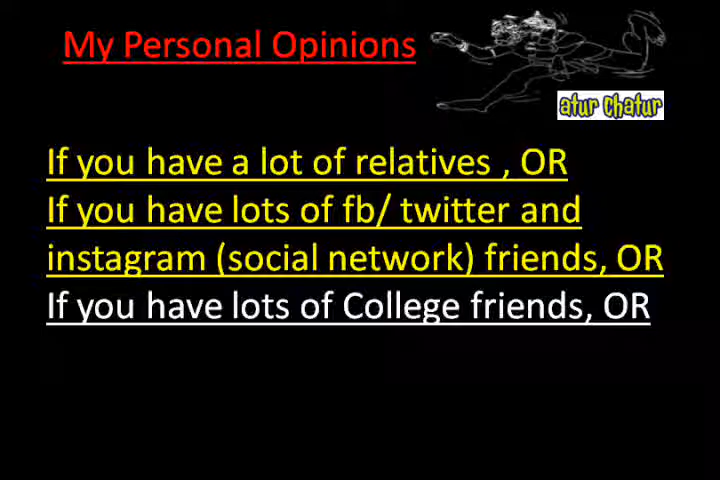 My Personal Opinions
atur chatur
If you have a lot of relatives , OR
If you have lots of fb/ twitter and
instagram (social network) friends, OR
If you have lots of College friends, OR